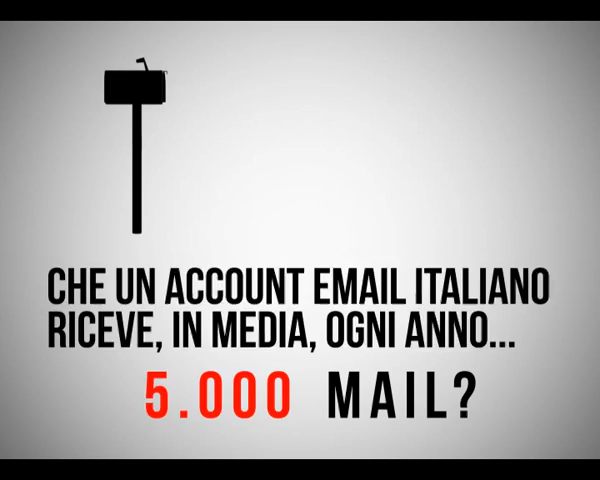 CHE UN ACCOUNT EMAIL ITALIANO
RICEVE, IN MEDIA, OGNI ANNO...
5.000 MAIL?